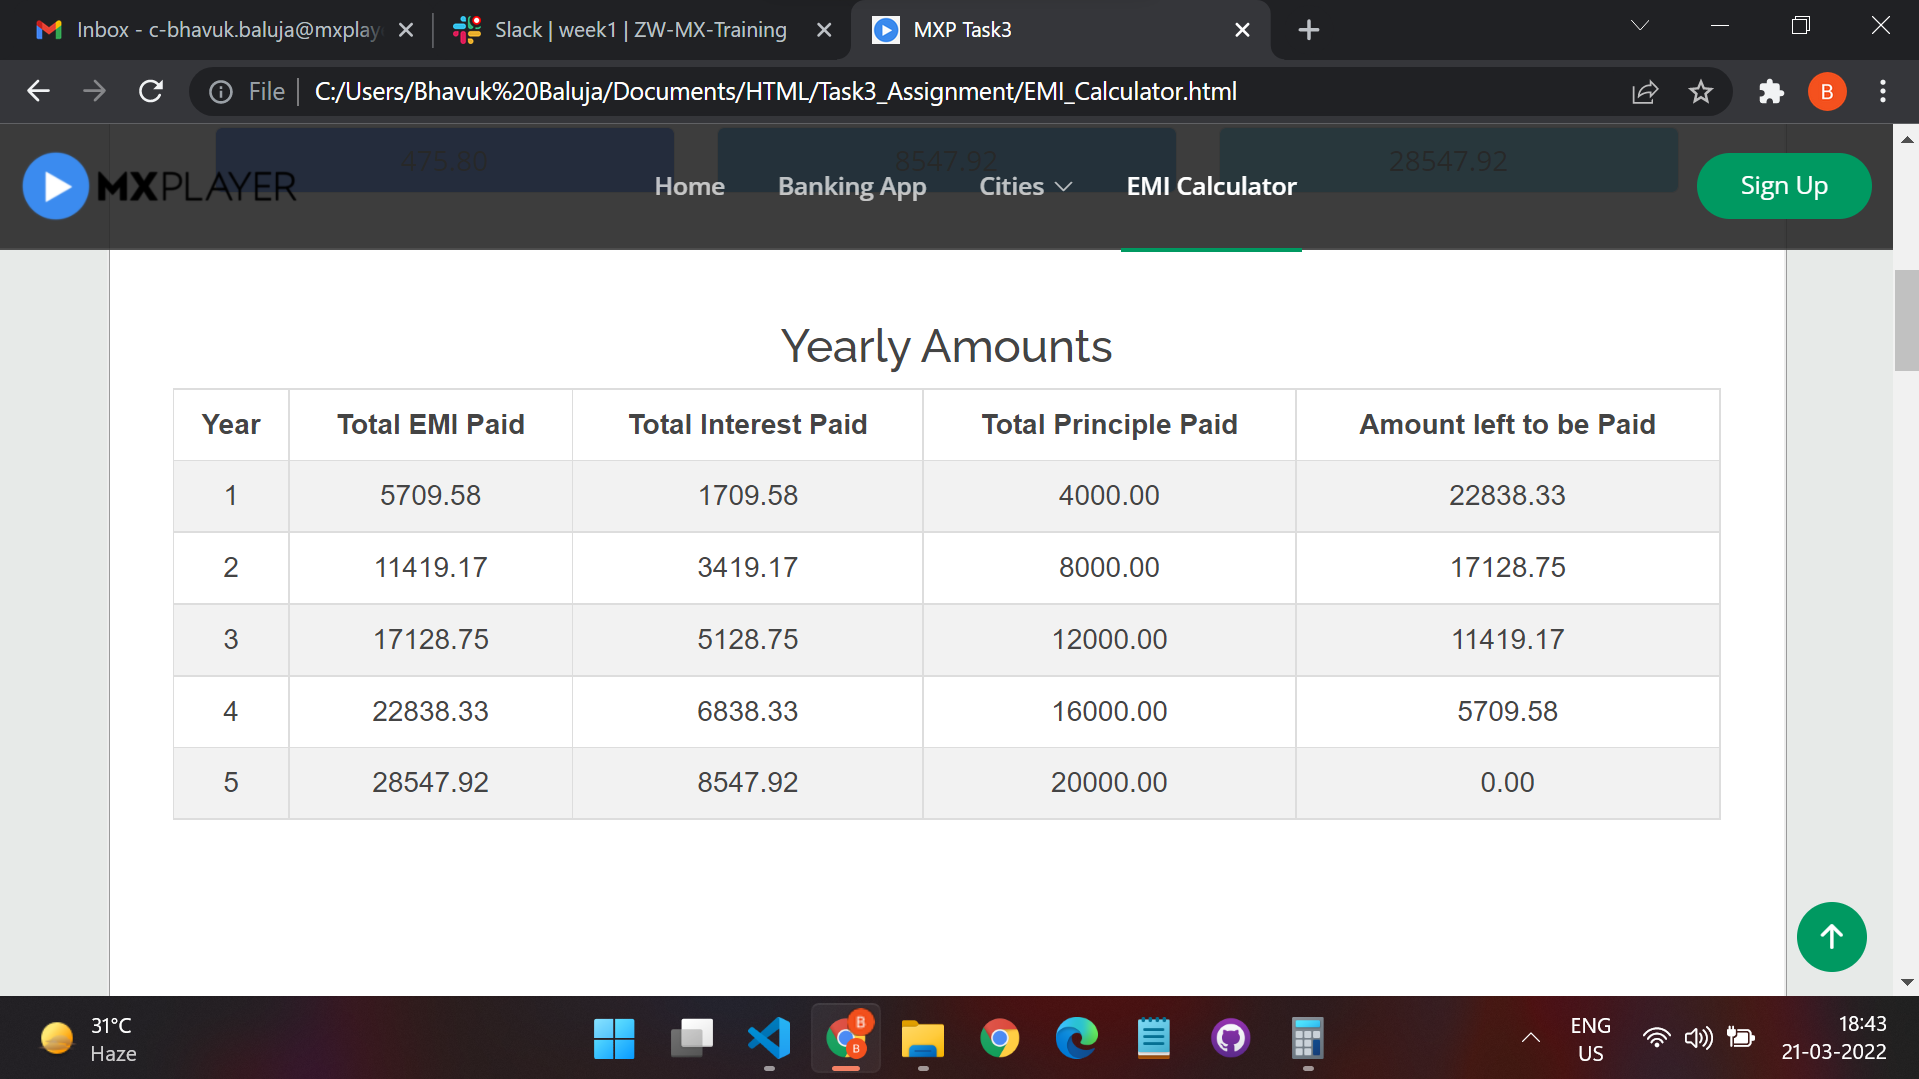 Inbox - c-bhavuk.baluja@mxplay
Slack | week1 | ZW-MX-Training
MXP Task3
File
C:/Users/Bhavuk%20Baluja/Documents/HTML/Task3_Assignment/EMI_Calculator.html
B
475.80 8547.92 28547.92
MXPLAYER
Home Banking App Cities EMI Calculator
Sign Up
Yearly Amounts
Year Total EMI Paid Total Interest Paid Total Principle Paid Amount left to be Paid
1 5709.58 1709.58 4000.00 22838.33
2 11419.17 3419.17 8000.00 17128.75
3 17128.75 5128.75 12000.00 11419.17
4 22838.33 6838.33 16000.00 5709.58
5 28547.92 8547.92 20000.00 0.00
31°C
Haze
B
B
ENG
US
18:43
21-03-2022